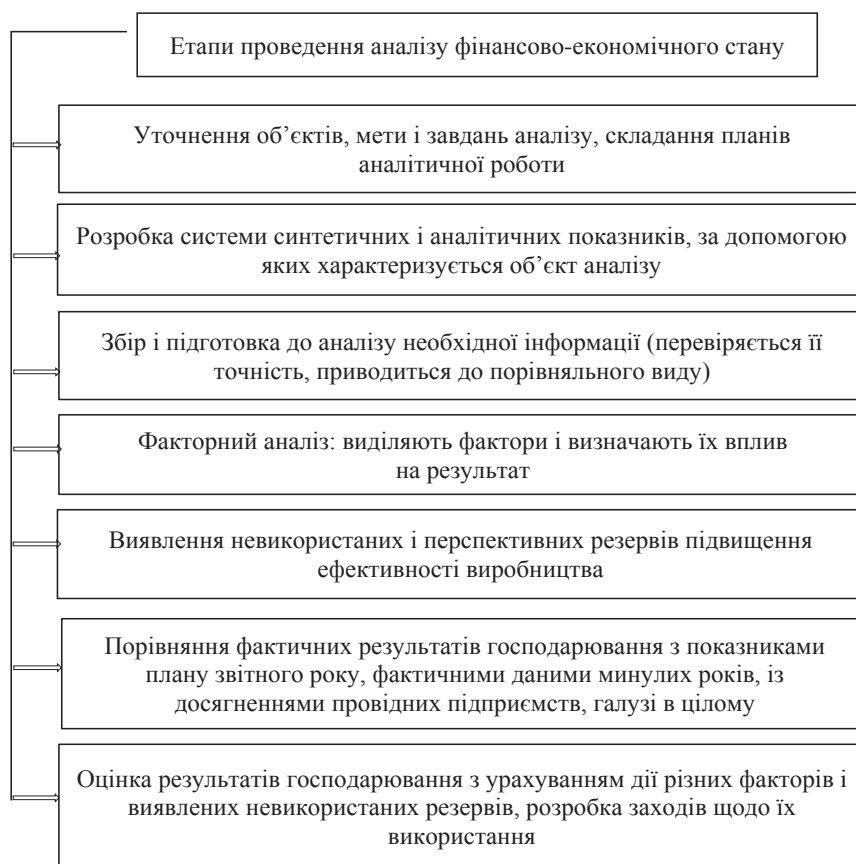 Етапи проведення аналізу фінансово-економічного стану
Уточнення об’єктів, мети і завдань аналізу, складання планів
аналітичної роботи
Розробка системи синтетичних і аналітичних показників, за допомогою
яких характеризується об’єкт аналізу
Збір і підготовка до аналізу необхідної інформації (перевіряється її
точність, приводиться до порівняльного виду)
Факторний аналіз: виділяють фактори і визначають їх вплив
на результат
Виявлення невикористаних і перспективних резервів підвищення
ефективності виробництва
Порівняння фактичних результатів господарювання з показниками
плану звітного року, фактичними даними минулих років, із
досягненнями провідних підприємств, галузі в цілому
Оцінка результатів господарювання з урахуванням дії різних факторів і
виявлених невикористаних резервів, розробка заходів щодо їх
використання